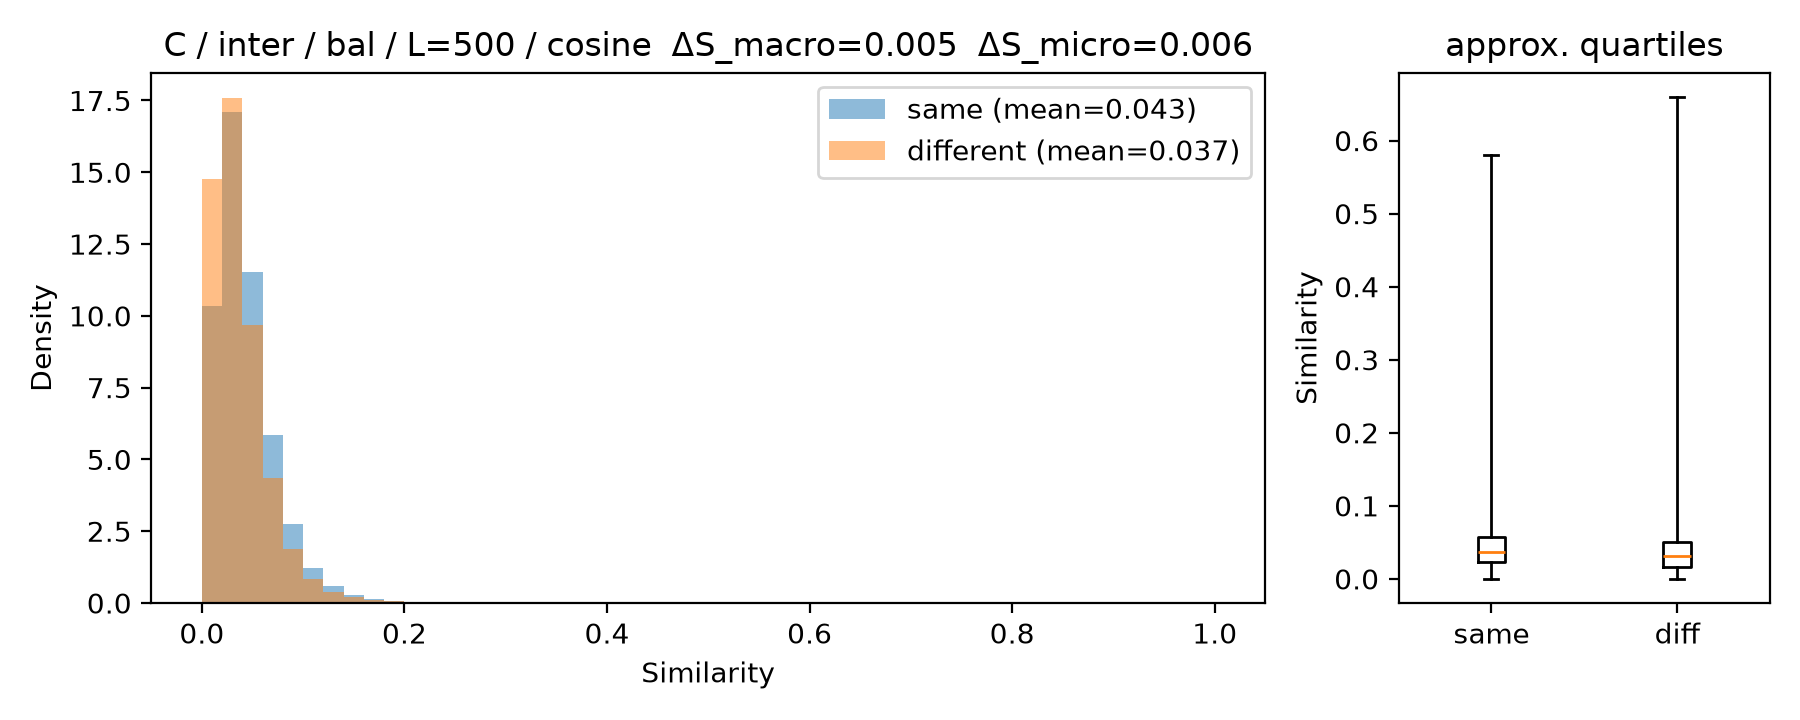 C / inter / bal / L=500 / cosine  ΔS_macro=0.005  ΔS_micro=0.006
same (mean=0.043)
different (mean=0.037)
17.5
15.0
12.5
10.0
7.5
5.0
2.5
0.0
Density
0.0 0.2 0.4 0.6 0.8 1.0
Similarity
approx. quartiles
0.6
0.5
0.4
0.3
0.2
0.1
0.0
Similarity
same diff